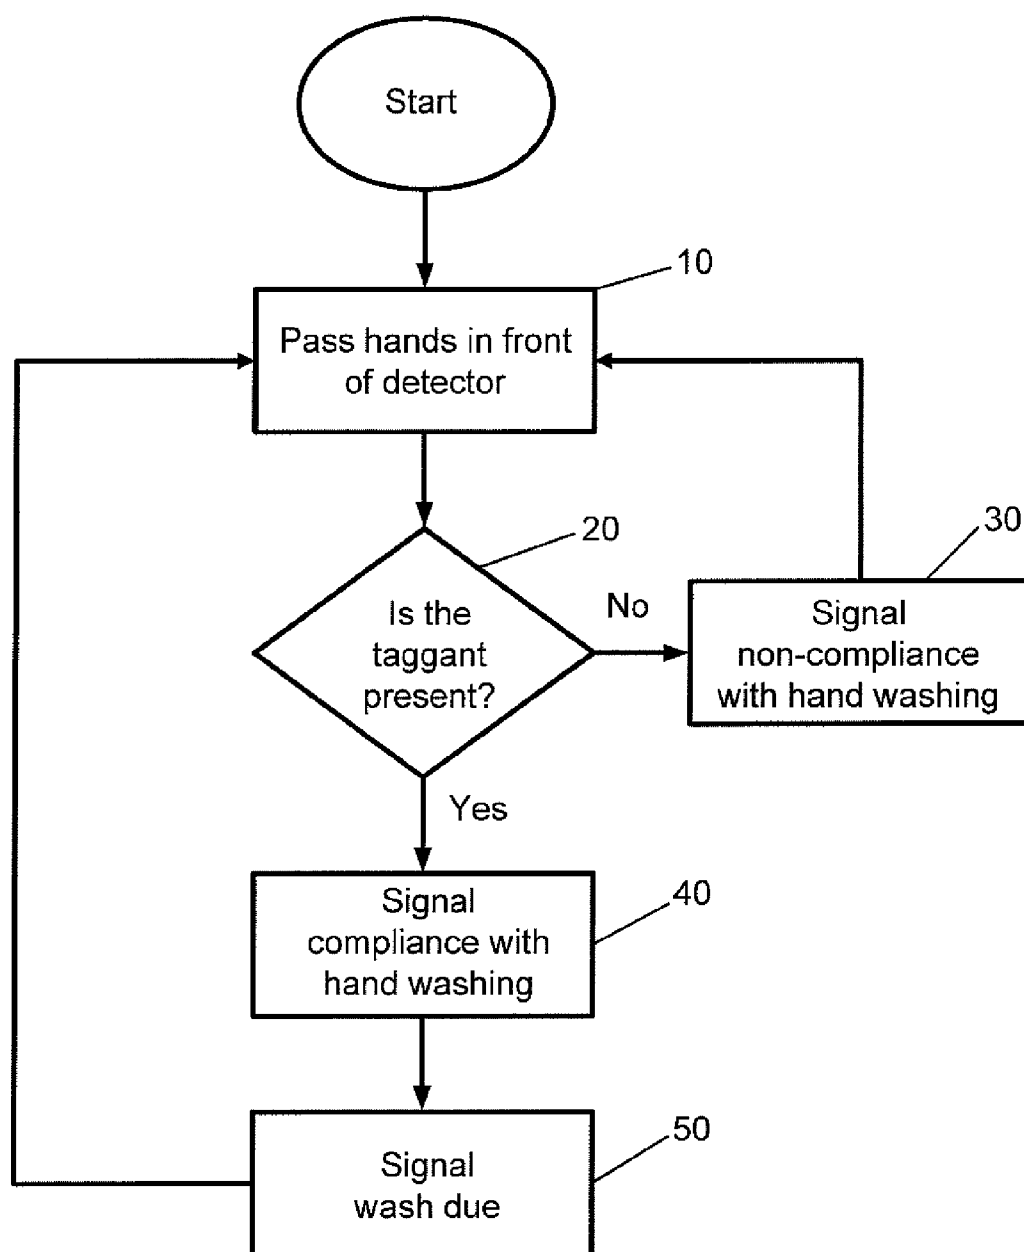 Start
10
Pass hands in front
of detector
20
Is the
taggant
present?
No
30
Signal
non-compliance
with hand washing
Yes
40
Signal
compliance with
hand washing
50
Signal
wash due